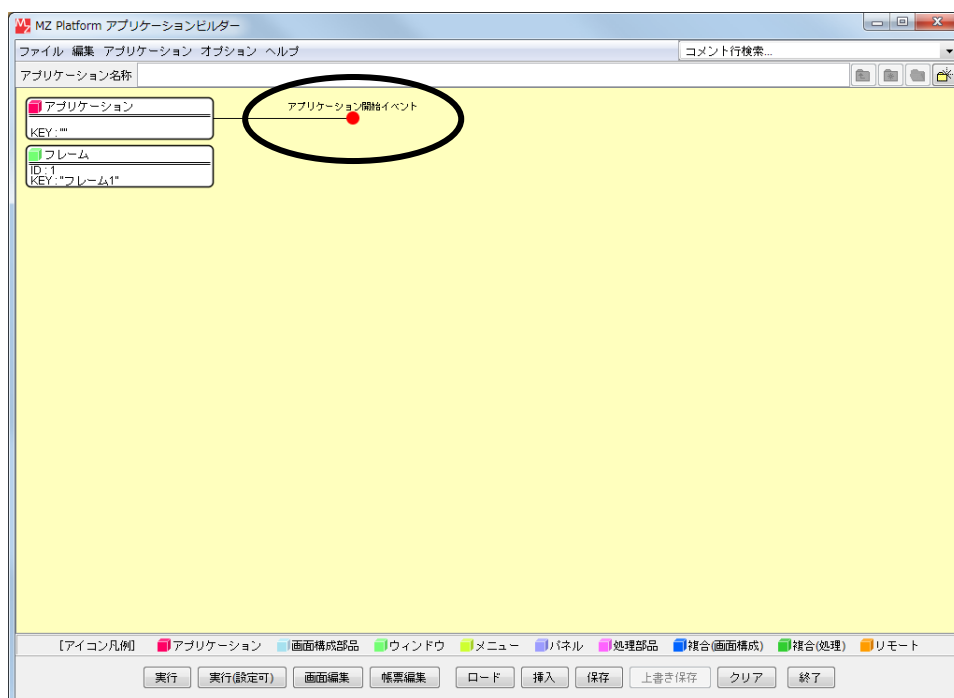 MZ Platform アプリケーションビルダー
ファイル 編集 アプリケーション オプション ヘルプ コメント行検索...
アプリケーション名称
アプリケーション アプリケーション開始イベント
KEY:""
フレーム
ID:1
KEY:"フレーム1"
[アイコン凡例] アプリケーション 画面構成部品 ウィンドウ メニュー パネル 処理部品 複合(画面構成) 複合(処理) リモート
実行 実行(設定可) 画面編集 帳票編集 ロード 挿入 保存 上書き保存 クリア 終了